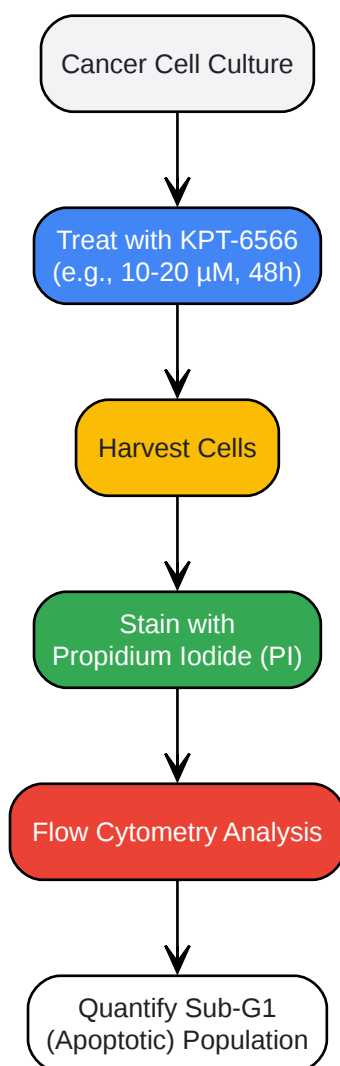 Cancer Cell Culture
Treat with KPT-6566
(e.g., 10-20 µM, 48h)
Harvest Cells
Stain with
Propidium Iodide (PI)
Flow Cytometry Analysis
Quantify Sub-G1
(Apoptotic) Population